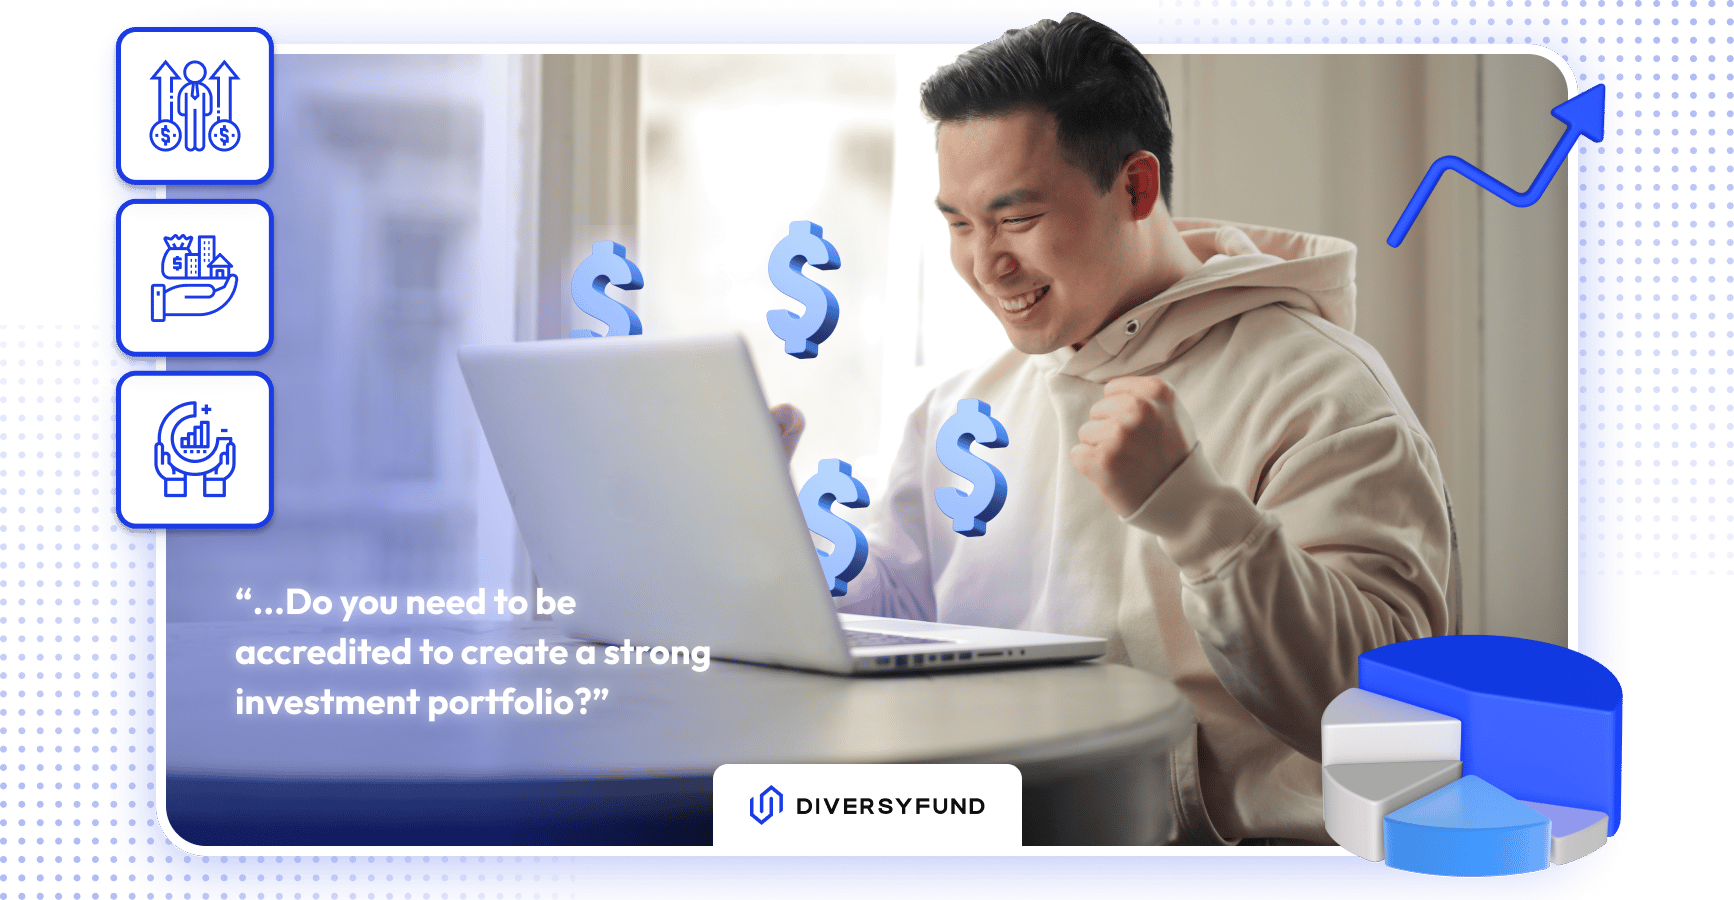 “...Do you need to be
accredited to create a strong
investment portfolio?”
DIVERSYFUND